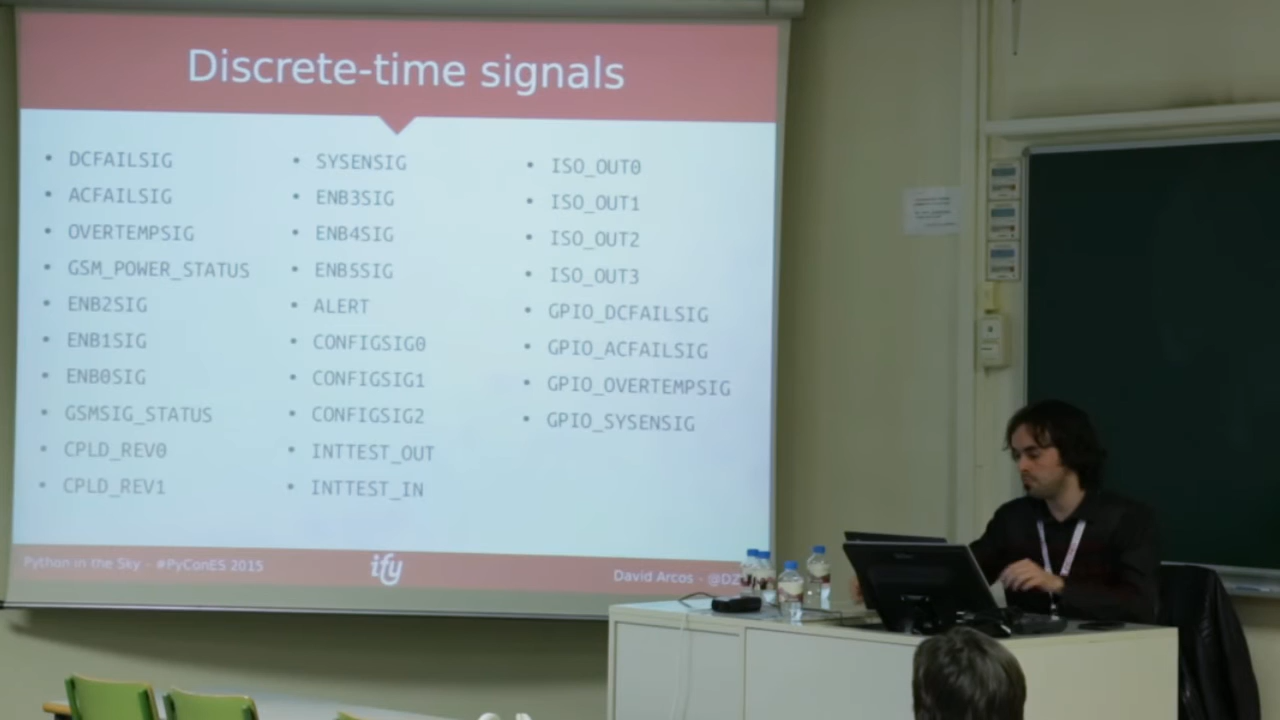 Discrete-time signals
• DCFAILSIG
• ACFAILSIG
• OVERTEMPSIG
• GSM_POWER_STATUS
• ENB2SIG
• ENB1SIG
• ENB0SIG
• GSMSIG_STATUS
• CPLD_REV0
• CPLD_REV1
• SYSENSIG
• ENB3SIG
• ENB4SIG
• ENB5SIG
• ALERT
• CONFIGSIG0
• CONFIGSIG1
• CONFIGSIG2
• INTTEST_OUT
• INTTEST_IN
• ISO_OUT0
• ISO_OUT1
• ISO_OUT2
• ISO_OUT3
• GPIO_DCFAILSIG
• GPIO_ACFAILSIG
• GPIO_OVERTEMPSIG
• GPIO_SYSENSIG
Python in the Sky - #PyConES 2015
ify
David Arcos -